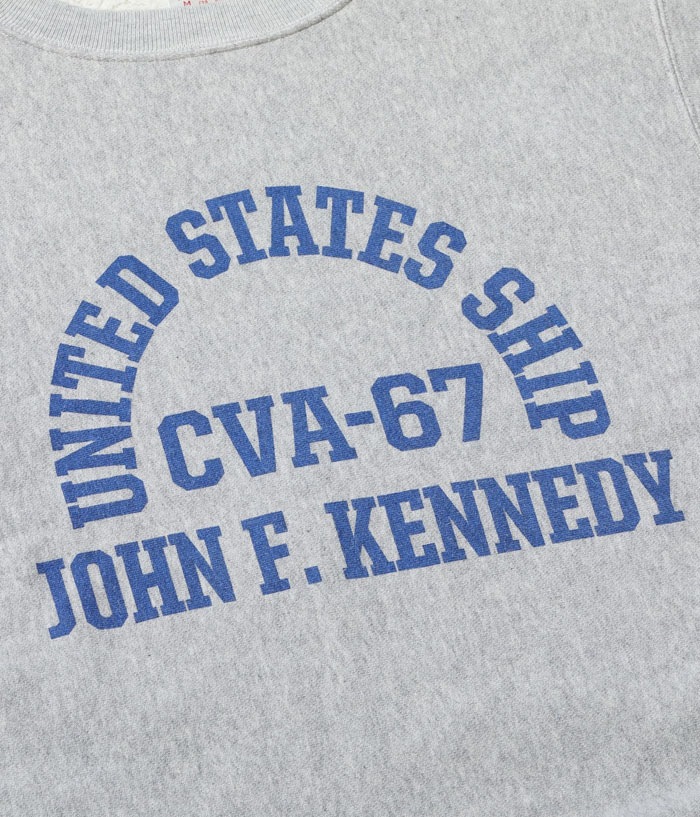 UNITED STATES SHIP
CVA-67
JOHN F. KENNEDY